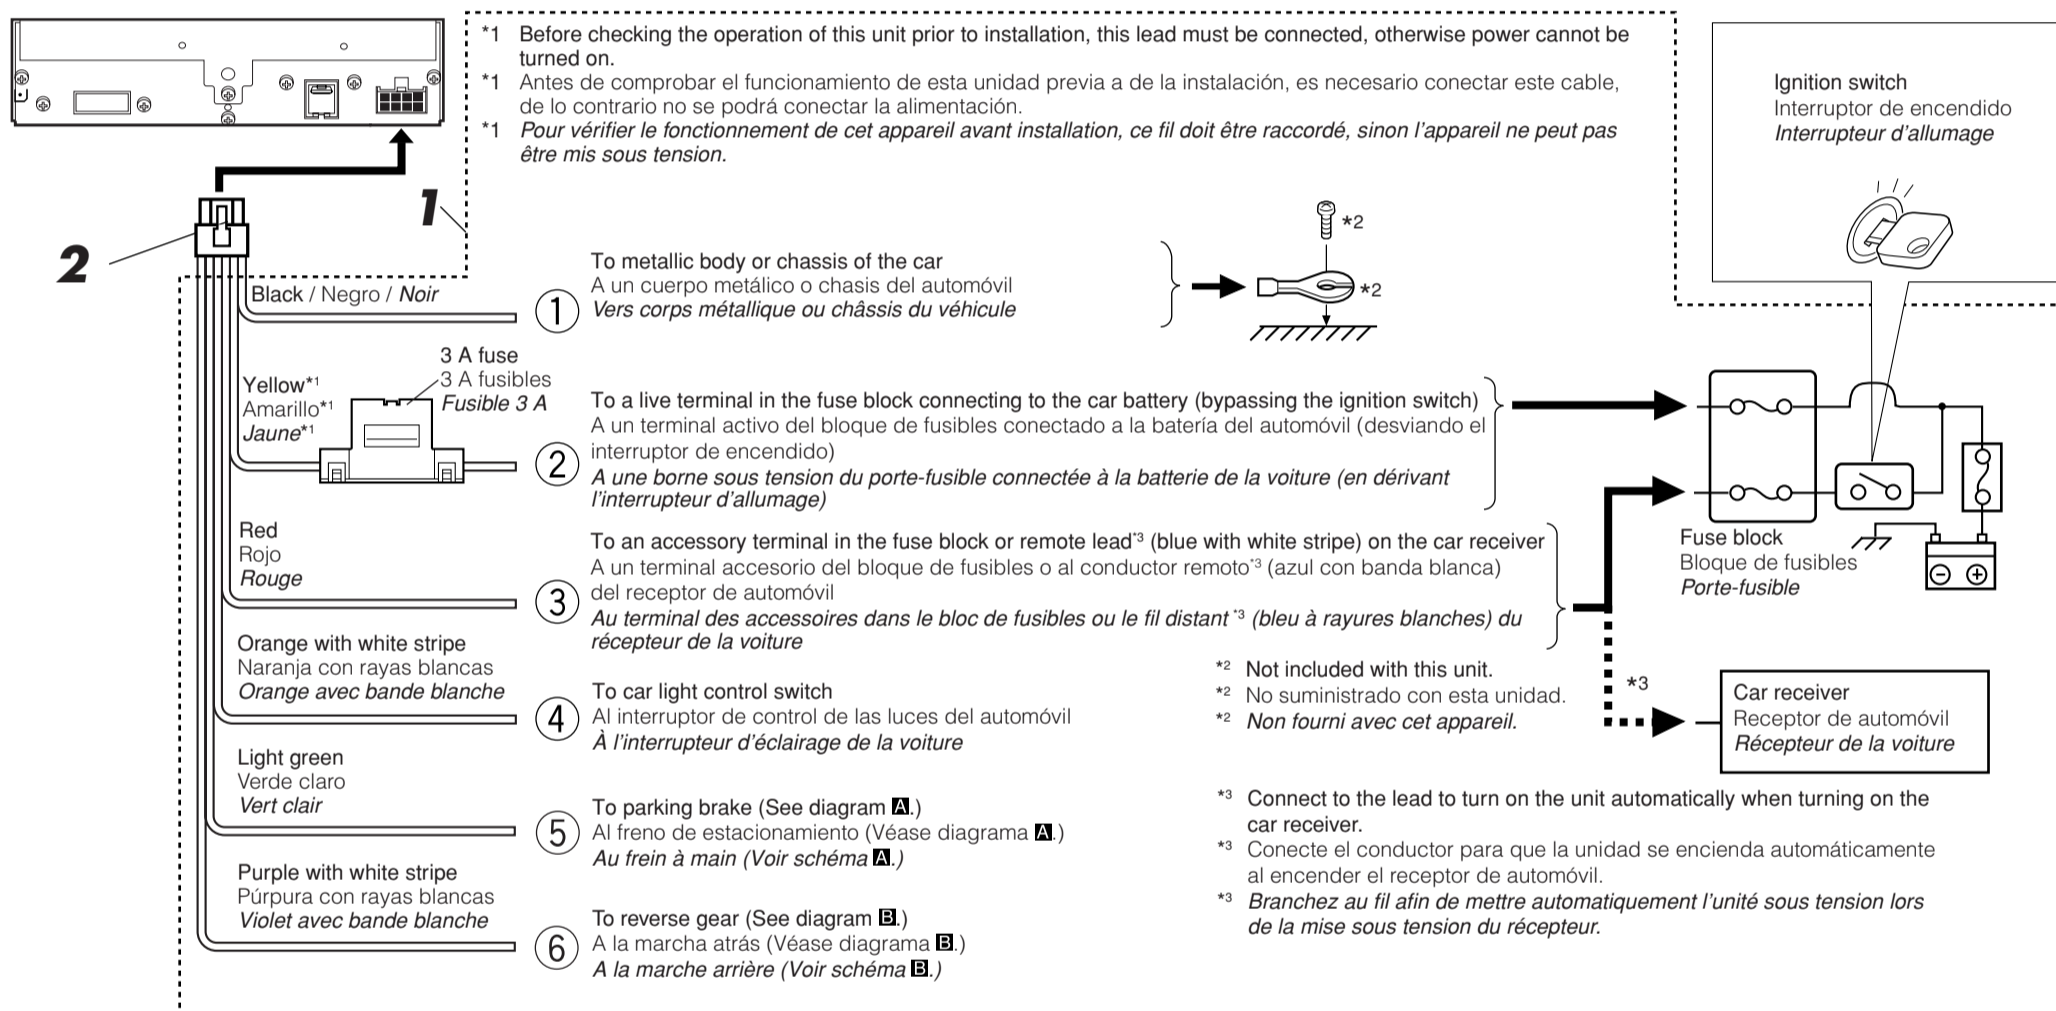 *1 Before checking the operation of this unit prior to installation, this lead must be connected, otherwise power cannot be
turned on.
*1 Antes de comprobar el funcionamiento de esta unidad previa a de la instalación, es necesario conectar este cable,
de lo contrario no se podrá conectar la alimentación.
*1 Pour vérifier le fonctionnement de cet appareil avant installation, ce fil doit être raccordé, sinon l'appareil ne peut pas
être mis sous tension.
Ignition switch
Interruptor de encendido
Interrupteur d'allumage
1
2
*2
*2
Black / Negro / Noir
1
To metallic body or chassis of the car
A un cuerpo metálico o chasis del automóvil
Vers corps métallique ou châssis du véhicule
3 A fuse
3 A fusibles
Fusible 3 A
Yellow*1
Amarillo*1
Jaune*1
2
To a live terminal in the fuse block connecting to the car battery (bypassing the ignition switch)
A un terminal activo del bloque de fusibles conectado a la batería del automóvil (desviando el
interruptor de encendido)
A une borne sous tension du porte-fusible connectée à la batterie de la voiture (en dérivant
l'interrupteur d'allumage)
Red
Rojo
Rouge
3
To an accessory terminal in the fuse block or remote lead*3 (blue with white stripe) on the car receiver
A un terminal accesorio del bloque de fusibles o al conductor remoto*3 (azul con banda blanca)
del receptor de automóvil
Au terminal des accessoires dans le bloc de fusibles ou le fil distant*3 (bleu à rayures blanches) du
récepteur de la voiture
Fuse block
Bloque de fusibles
Porte-fusible
Orange with white stripe
Naranja con rayas blancas
Orange avec bande blanche
4
To car light control switch
Al interruptor de control de las luces del automóvil
À l'interrupteur d'éclairage de la voiture
*2 Not included with this unit.
*2 No suministrado con esta unidad.
*2 Non fourni avec cet appareil.
*3
Car receiver
Receptor de automóvil
Récepteur de la voiture
Light green
Verde claro
Vert clair
5
To parking brake (See diagram A.)
Al freno de estacionamiento (Véase diagrama A.)
Au frein à main (Voir schéma A.)
*3 Connect to the lead to turn on the unit automatically when turning on the
car receiver.
*3 Conecte el conductor para que la unidad se encienda automáticamente
al encender el receptor de automóvil.
*3 Branchez au fil afin de mettre automatiquement l'unité sous tension lors
de la mise sous tension du récepteur.
Purple with white stripe
Púrpura con rayas blancas
Violet avec bande blanche
6
To reverse gear (See diagram B.)
A la marcha atrás (Véase diagrama B.)
A la marche arrière (Voir schéma B.)